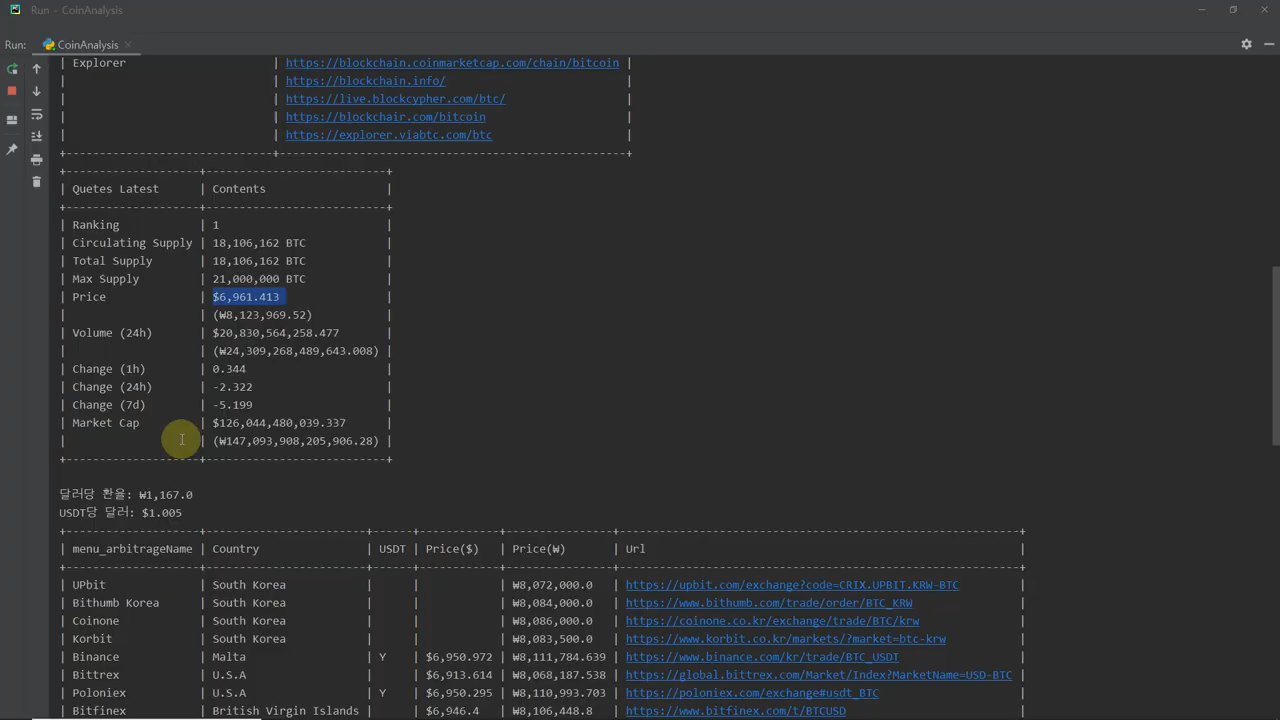 Run - CoinAnalysis
Run: CoinAnalysis ×
| Explorer | https://blockchain.coinmarketcap.com/chain/bitcoin |
| | https://blockchain.info/ |
| | https://live.blockcypher.com/btc/ |
| | https://blockchair.com/bitcoin |
| | https://explorer.viabtc.com/btc |
| Quetes Latest | Contents |
| Ranking | 1 |
| Circulating Supply | 18,106,162 BTC |
| Total Supply | 18,106,162 BTC |
| Max Supply | 21,000,000 BTC |
| Price | $6,961.413 |
| | (₩8,123,969.52) |
| Volume (24h) | $20,830,564,258.477 |
| | (₩24,309,268,489,643.008) |
| Change (1h) | 0.344 |
| Change (24h) | -2.322 |
| Change (7d) | -5.199 |
| Market Cap | $126,044,480,039.337 |
| | (₩147,093,908,205,906.28) |
달러당 환율: ₩1,167.0
USDT당 달러: $1.005
| menu_arbitrageName | Country | USDT | Price($) | Price(₩) | Url |
| UPbit | South Korea | | | ₩8,072,000.0 | https://upbit.com/exchange?code=CRIX.UPBIT.KRW-BTC |
| Bithumb Korea | South Korea | | | ₩8,084,000.0 | https://www.bithumb.com/trade/order/BTC_KRW |
| Coinone | South Korea | | | ₩8,086,000.0 | https://coinone.co.kr/exchange/trade/BTC/krw |
| Korbit | South Korea | | | ₩8,083,500.0 | https://www.korbit.co.kr/markets/?market=btc-krw |
| Binance | Malta | Y | $6,950.972 | ₩8,111,784.639 | https://www.binance.com/kr/trade/BTC_USDT |
| Bittrex | U.S.A | | $6,913.614 | ₩8,068,187.538 | https://global.bittrex.com/Market/Index?MarketName=USD-BTC |
| Poloniex | U.S.A | Y | $6,950.295 | ₩8,110,993.703 | https://poloniex.com/exchange#usdt_BTC |
| Bitfinex | British Virgin Islands | | $6,946.4 | ₩8,106,448.8 | https://www.bitfinex.com/t/BTCUSD |